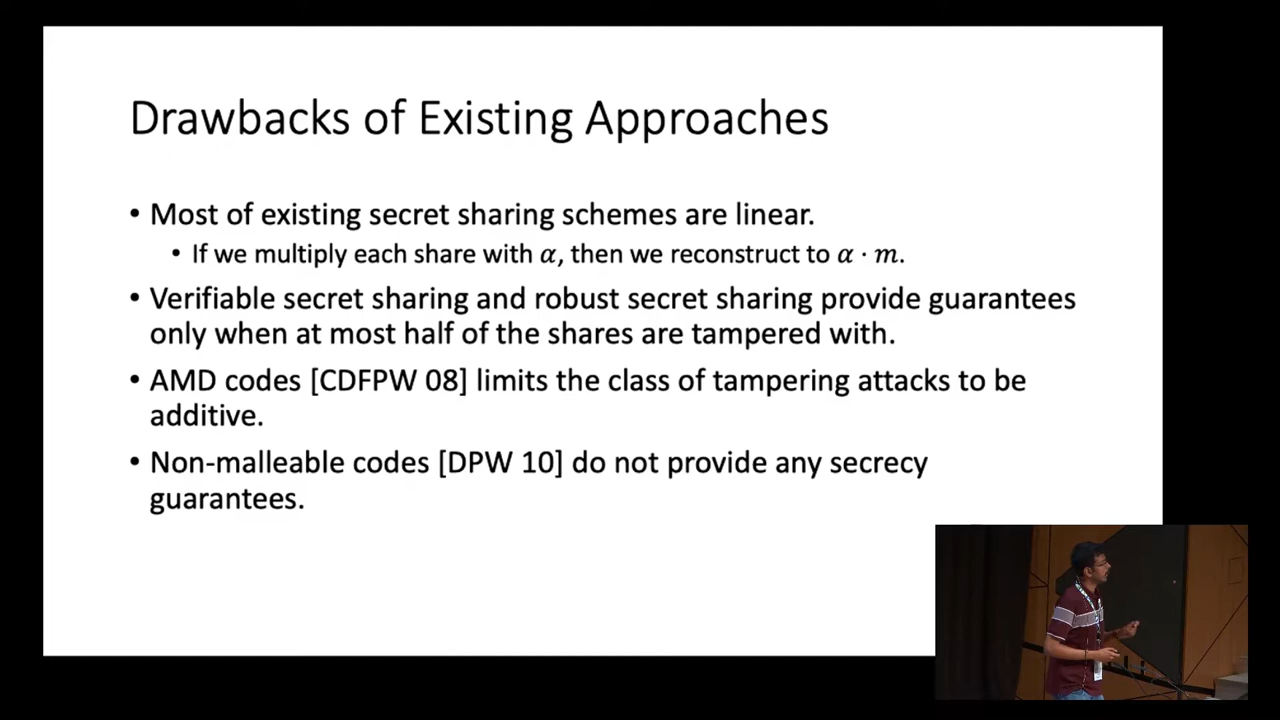 Drawbacks of Existing Approaches
• Most of existing secret sharing schemes are linear.
• If we multiply each share with α, then we reconstruct to α · m.
• Verifiable secret sharing and robust secret sharing provide guarantees
only when at most half of the shares are tampered with.
• AMD codes [CDFPW 08] limits the class of tampering attacks to be
additive.
• Non-malleable codes [DPW 10] do not provide any secrecy
guarantees.